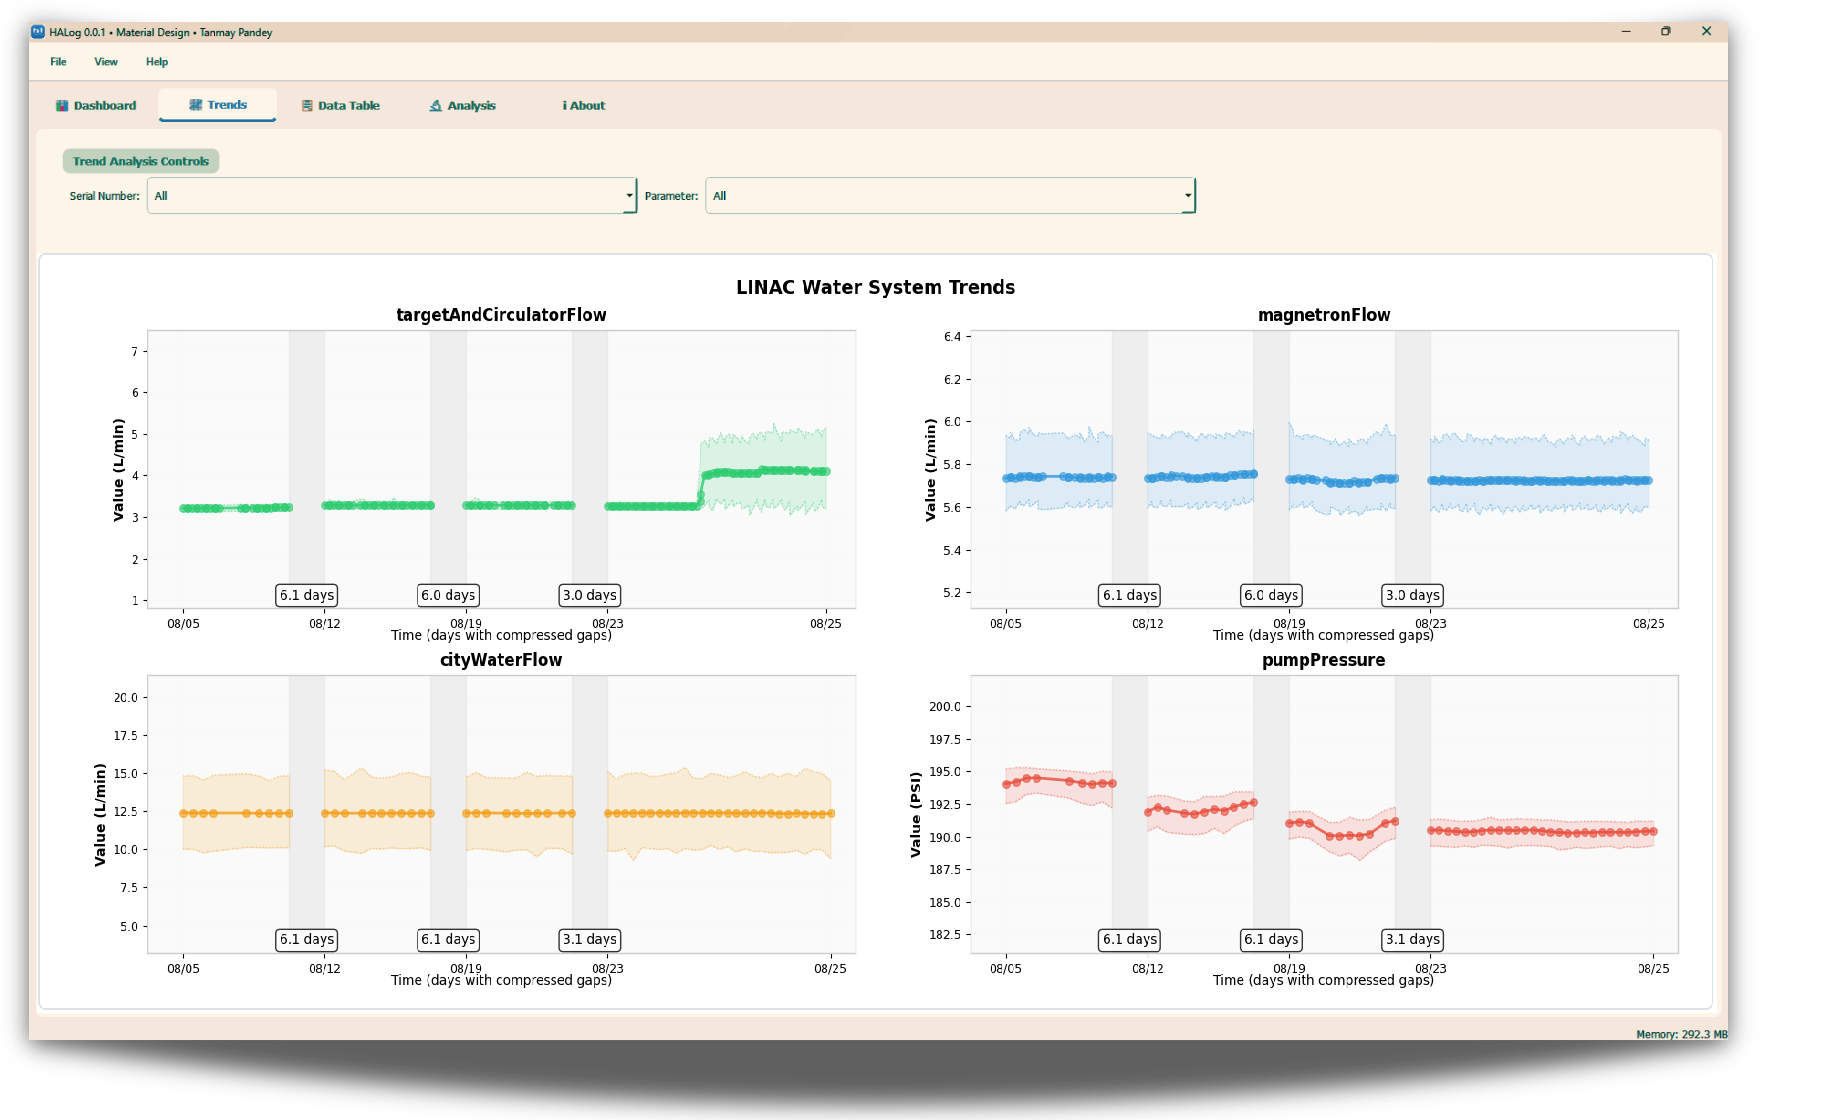 HALog 0.0.1 • Material Design • Tanmay Pandey
File View Help
Dashboard Trends Data Table Analysis i About
Trend Analysis Controls
Serial Number: All Parameter: All
LINAC Water System Trends
targetAndCirculatorFlow
Value (L/min)
7
6
5
4
3
2
1
6.1 days 6.0 days 3.0 days
08/05 08/12 08/19 08/23 08/25
Time (days with compressed gaps)
magnetronFlow
Value (L/min)
6.4
6.2
6.0
5.8
5.6
5.4
5.2
6.1 days 6.0 days 3.0 days
08/05 08/12 08/19 08/23 08/25
Time (days with compressed gaps)
cityWaterFlow
Value (L/min)
20.0
17.5
15.0
12.5
10.0
7.5
5.0
6.1 days 6.1 days 3.1 days
08/05 08/12 08/19 08/23 08/25
Time (days with compressed gaps)
pumpPressure
Value (PSI)
200.0
197.5
195.0
192.5
190.0
187.5
185.0
182.5
6.1 days 6.1 days 3.1 days
08/05 08/12 08/19 08/23 08/25
Time (days with compressed gaps)
Memory: 292.3 MB